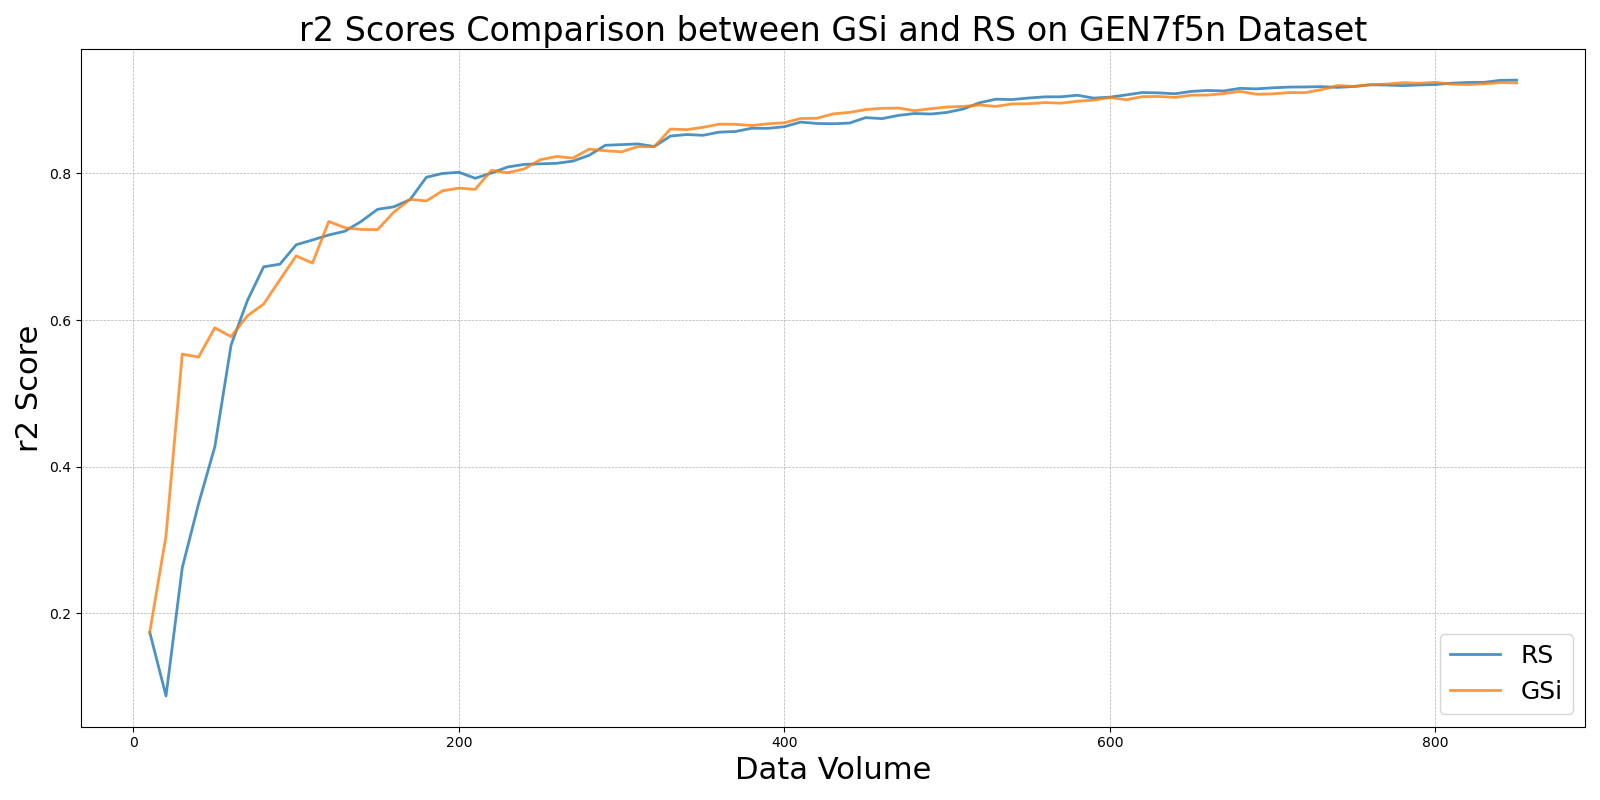 r2 Scores Comparison between GSi and RS on GEN7f5n Dataset
r2 Score
0.8
0.6
0.4
0.2
0 200 400 600 800
Data Volume
RS
GSi